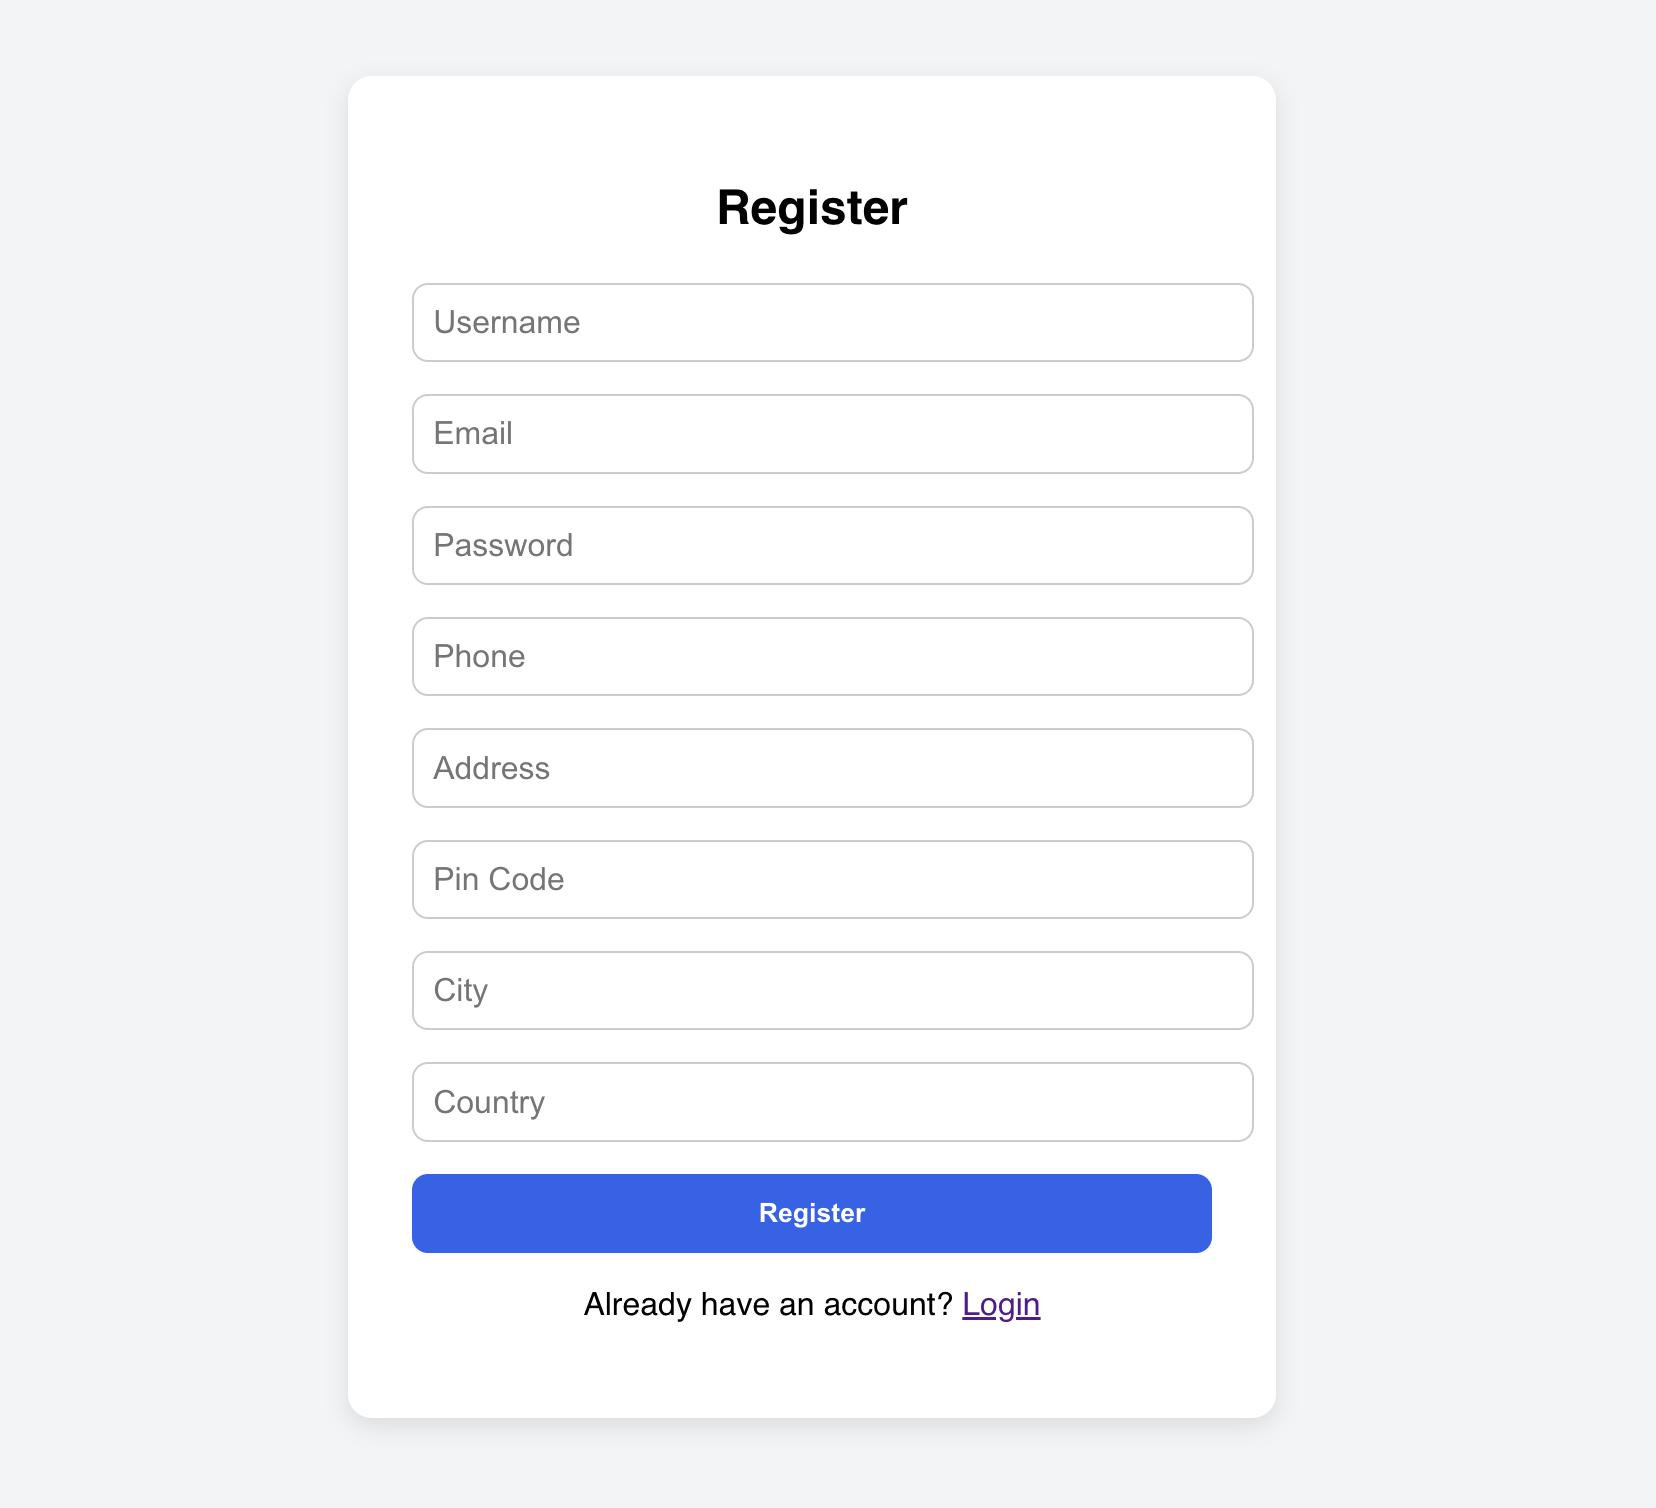 Register
Username
Email
Password
Phone
Address
Pin Code
City
Country
Register
Already have an account? Login